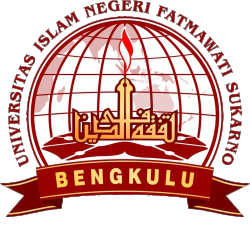 UNIVERSITAS ISLAM NEGERI FATMAWATI SUKARNO
BENGKULU